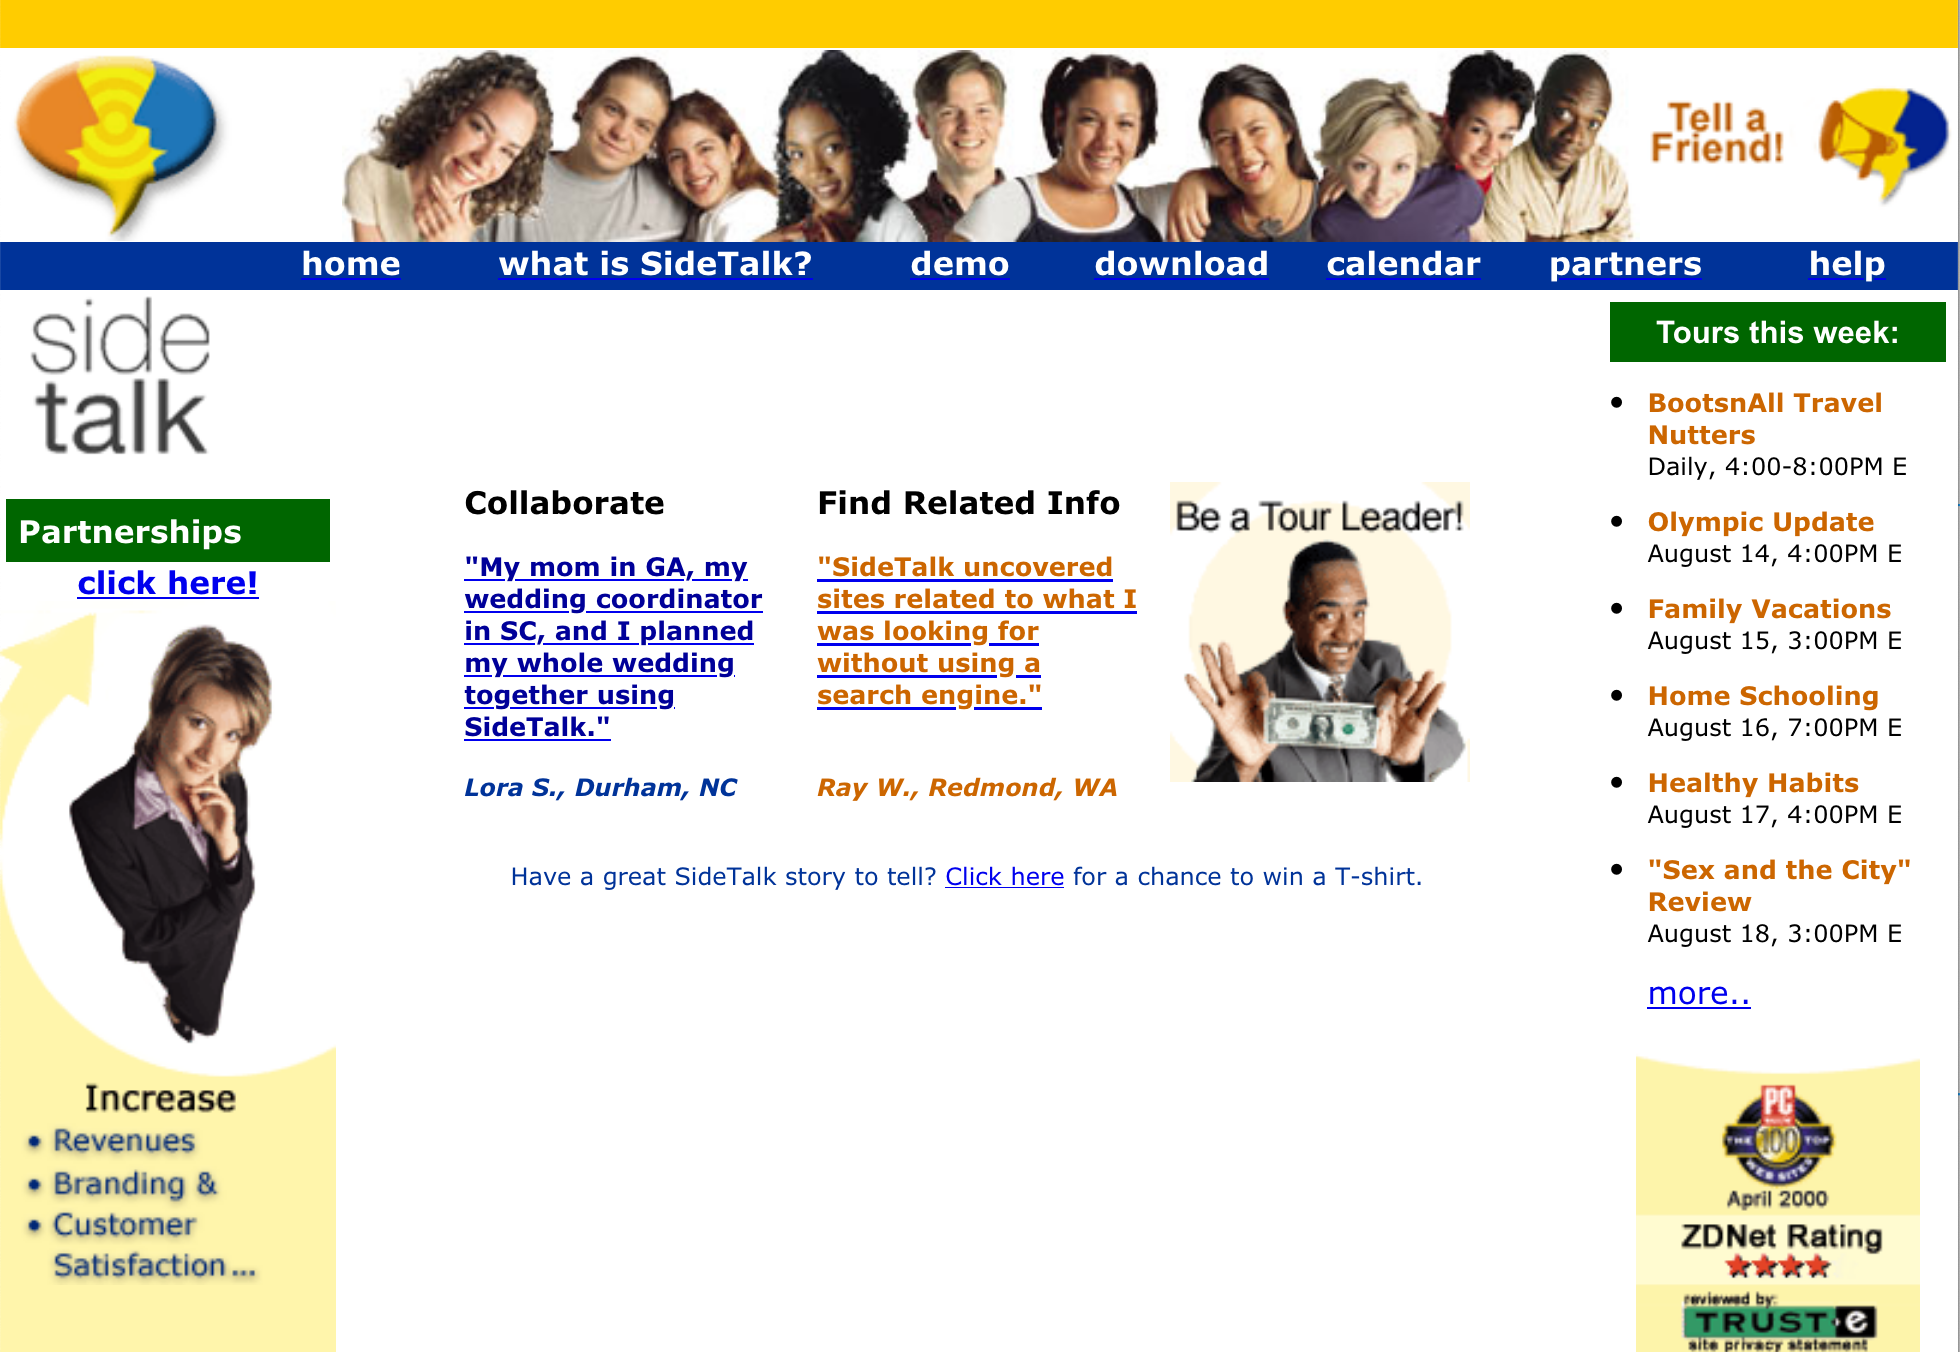 Tell a
Friend!
home what is SideTalk? demo download calendar partners help
side
talk
Partnerships
click here!
Increase
• Revenues
• Branding &
• Customer
Satisfaction...
Collaborate
"My mom in GA, my
wedding coordinator
in SC, and I planned
my whole wedding
together using
SideTalk."
Lora S., Durham, NC
Find Related Info
"SideTalk uncovered
sites related to what I
was looking for
without using a
search engine."
Ray W., Redmond, WA
Be a Tour Leader!
Have a great SideTalk story to tell? Click here for a chance to win a T-shirt.
Tours this week:
• BootsnAll Travel
Nutters
Daily, 4:00-8:00PM E
• Olympic Update
August 14, 4:00PM E
• Family Vacations
August 15, 3:00PM E
• Home Schooling
August 16, 7:00PM E
• Healthy Habits
August 17, 4:00PM E
• "Sex and the City"
Review
August 18, 3:00PM E
more..
PC
THE 100 TOP
WEB SITES
April 2000
ZDNet Rating
reviewed by:
TRUST·e
site privacy statement